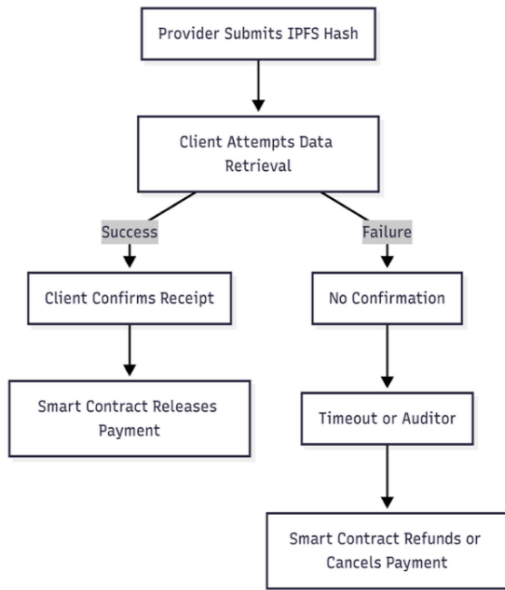 Provider Submits IPFS Hash
Client Attempts Data
Retrieval
Success
Failure
Client Confirms Receipt
No Confirmation
Smart Contract Releases
Payment
Timeout or Auditor
Smart Contract Refunds or
Cancels Payment